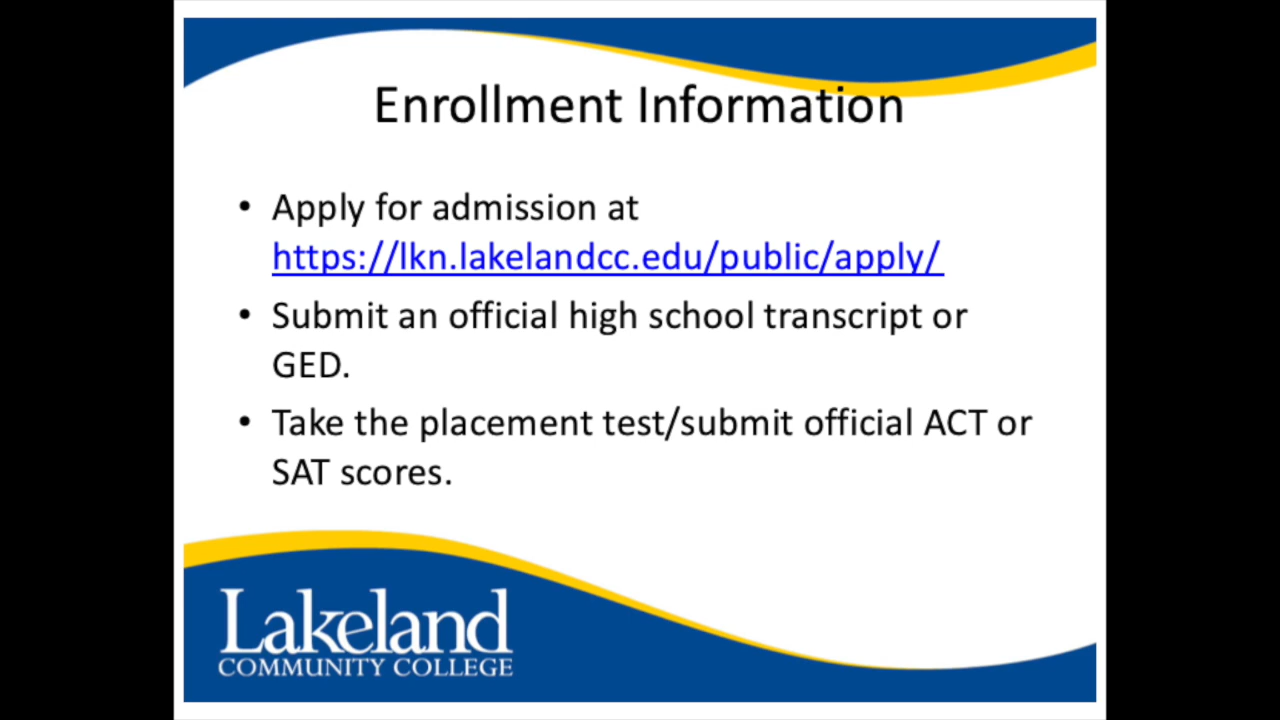 Enrollment Information
• Apply for admission at
https://lkn.lakelandcc.edu/public/apply/
• Submit an official high school transcript or
GED.
• Take the placement test/submit official ACT or
SAT scores.
Lakeland
COMMUNITY COLLEGE